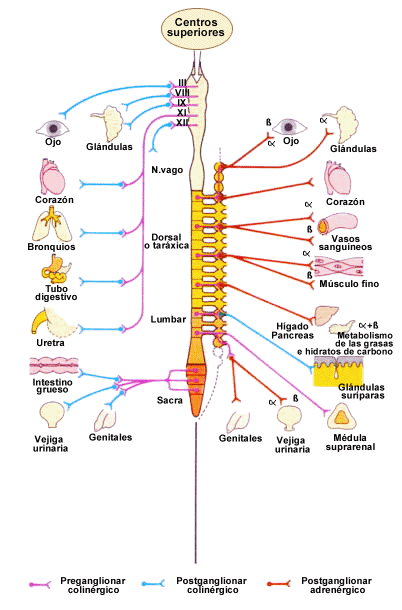 Centros
superiores
III
VIII
IX
XI
XII
N.vago
Dorsal
o taráxica
Lumbar
Sacra
Ojo
Glándulas
Corazón
Bronquios
Tubo
digestivo
Uretra
Intestino
grueso
Vejiga
urinaria
Genitales
ß
∝
Ojo
∝
Glándulas
Corazón
∝
ß
Vasos
sanguíneos
∝
ß
Músculo fino
Hígado
Pancreas
∝+ß
Metabolismo
de las grasas
e hidratos de carbono
Glándulas
suríparas
Médula
suprarenal
∝
ß
Genitales
Vejiga
urinaria
Preganglionar
colinérgico
Postganglionar
colinérgico
Postganglionar
adrenérgico